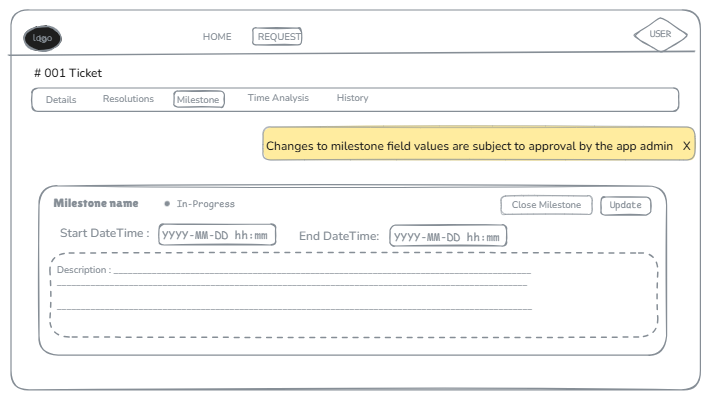 logo HOME REQUEST USER
# 001 Ticket
Details Resolutions Milestone Time Analysis History
Changes to milestone field values are subject to approval by the app admin X
Milestone name In-Progress Close Milestone Update
Start DateTime : YYYY-MM-DD hh:mm End DateTime: YYYY-MM-DD hh:mm
Description :